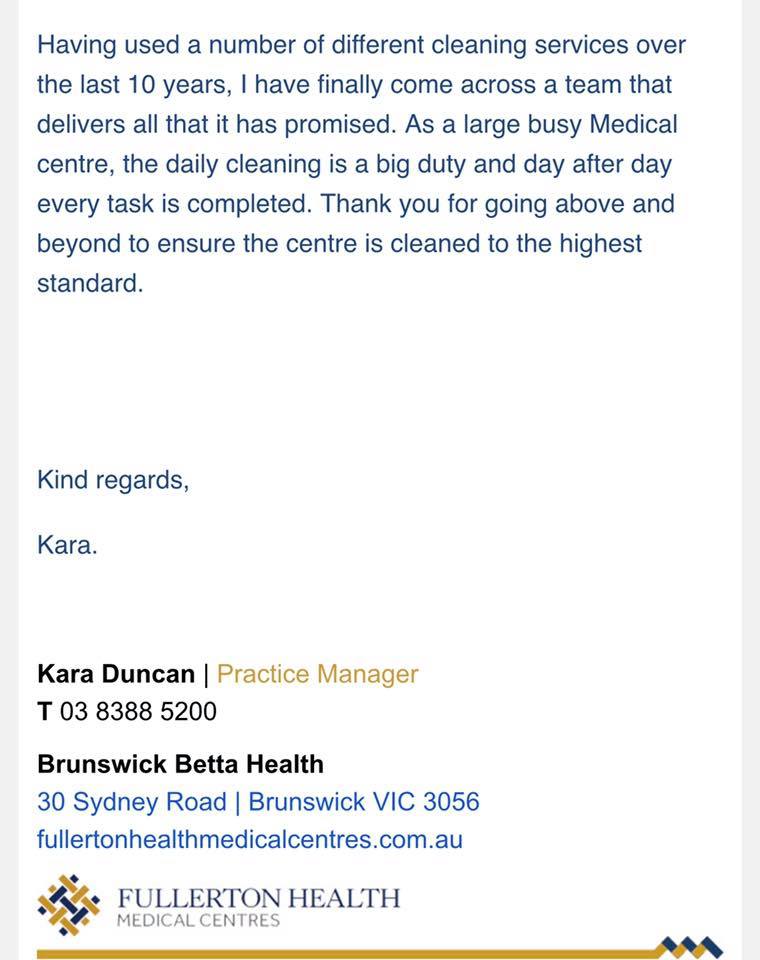 Having used a number of different cleaning services over
the last 10 years, I have finally come across a team that
delivers all that it has promised. As a large busy Medical
centre, the daily cleaning is a big duty and day after day
every task is completed. Thank you for going above and
beyond to ensure the centre is cleaned to the highest
standard.
Kind regards,
Kara.
Kara Duncan | Practice Manager
T 03 8388 5200
Brunswick Betta Health
30 Sydney Road | Brunswick VIC 3056
fullertonhealthmedicalcentres.com.au
FULLERTON HEALTH
MEDICAL CENTRES